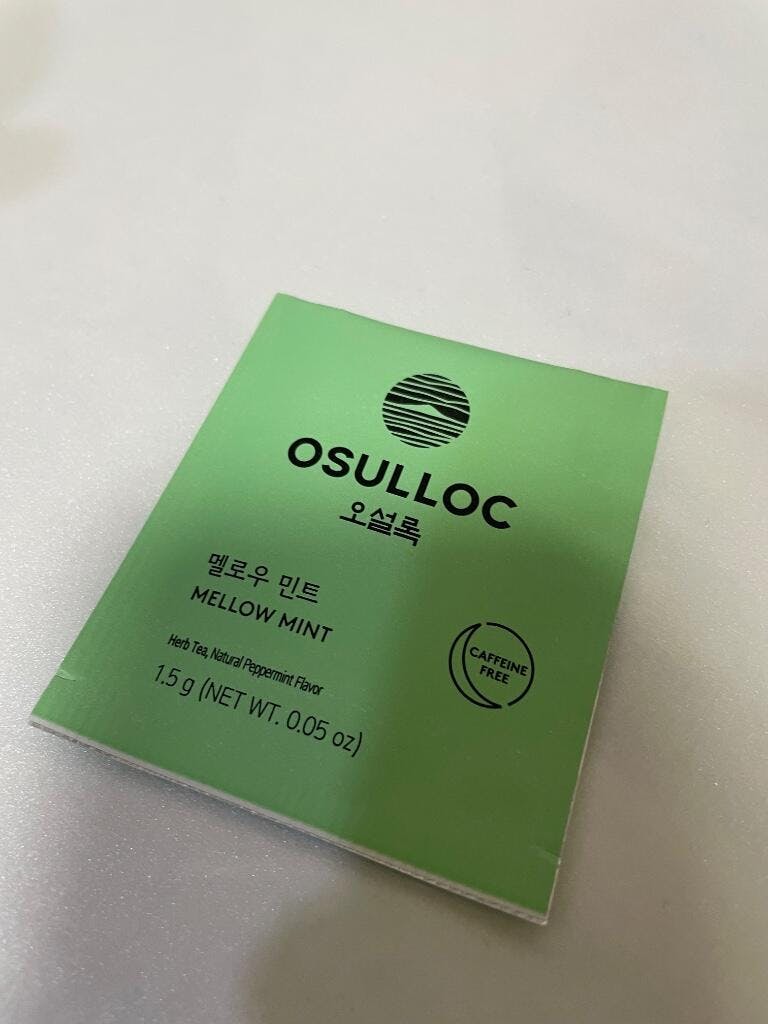 OSULLOC
오설록
멜로우 민트
MELLOW MINT
Herb Tea, Natural Peppermint Flavor
1.5 g (NET WT. 0.05 oz)
CAFFEINE
FREE